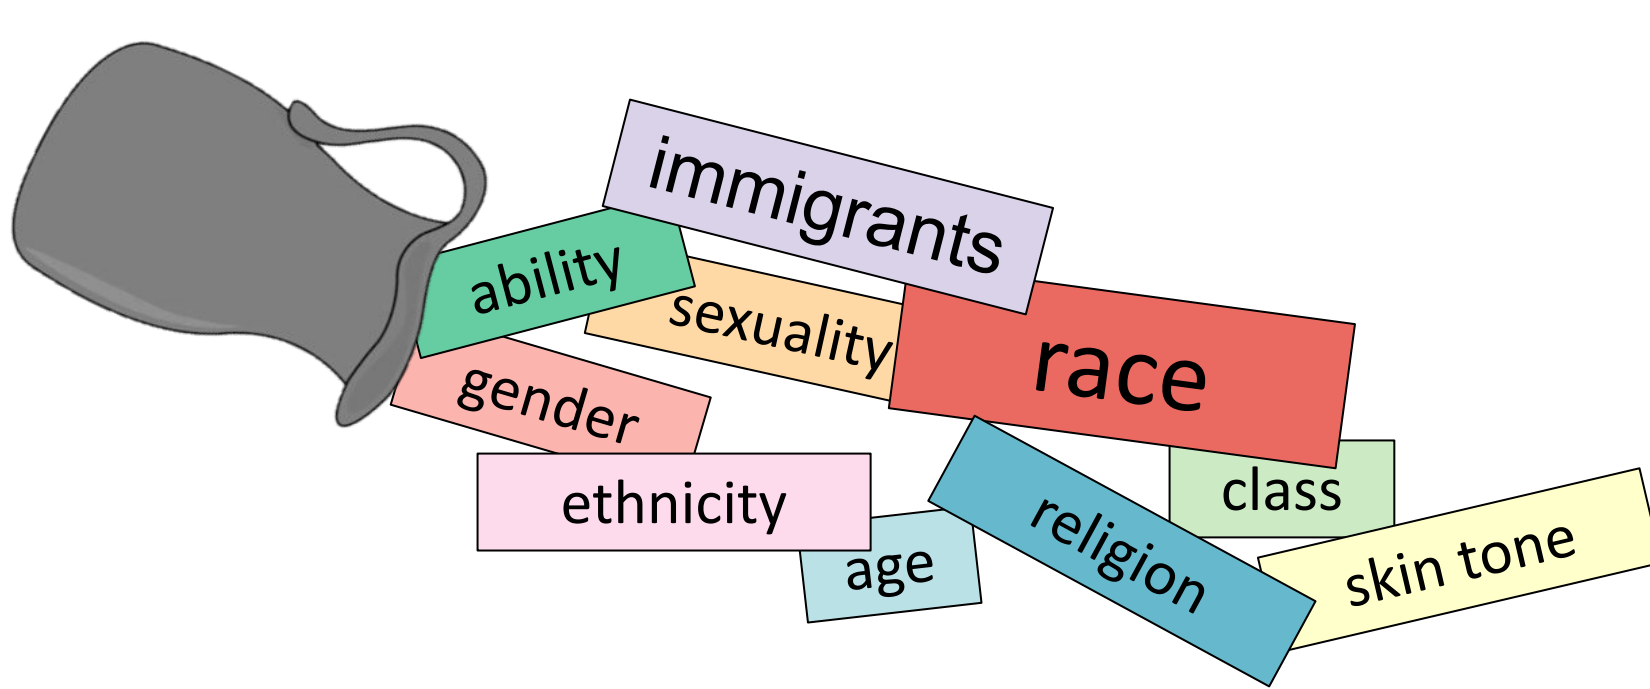 immigrants
ability
sexuality
race
gender
ethnicity
class
age
religion
skin tone